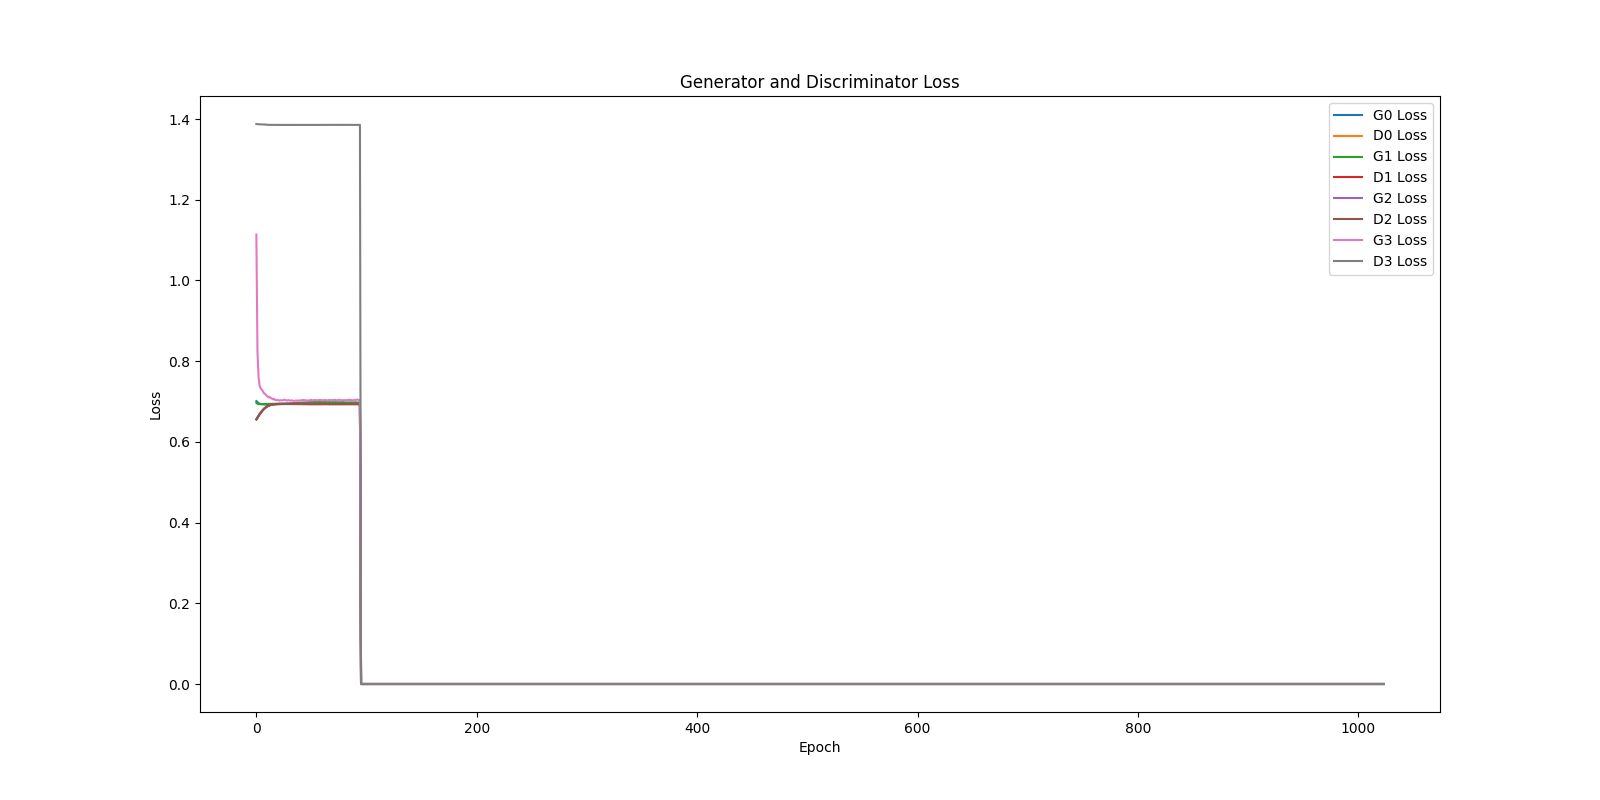 Generator and Discriminator Loss
1.4
1.2
1.0
0.8
0.6
0.4
0.2
0.0
Loss
G0 Loss
D0 Loss
G1 Loss
D1 Loss
G2 Loss
D2 Loss
G3 Loss
D3 Loss
0 200 400 600 800 1000
Epoch